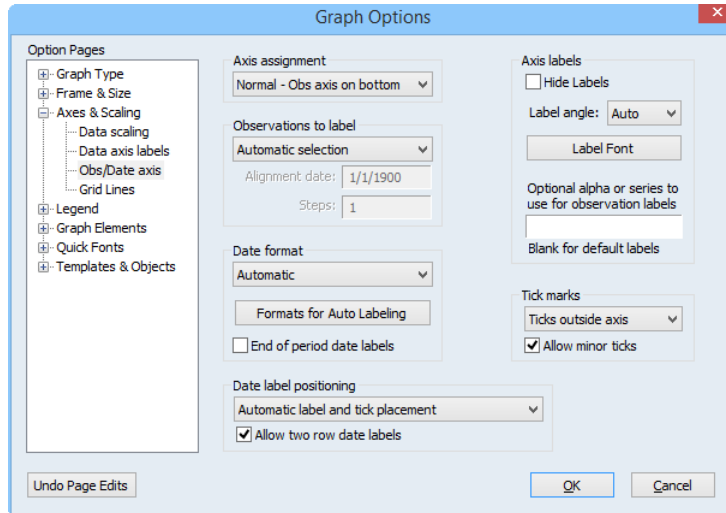 Graph Options
Option Pages
Graph Type
Frame & Size
Axes & Scaling
Data scaling
Data axis labels
Obs/Date axis
Grid Lines
Legend
Graph Elements
Quick Fonts
Templates & Objects
Axis assignment
Normal - Obs axis on bottom
Observations to label
Automatic selection
Alignment date: 1/1/1900
Steps: 1
Date format
Automatic
Formats for Auto Labeling
End of period date labels
Date label positioning
Automatic label and tick placement
Allow two row date labels
Axis labels
Hide Labels
Label angle: Auto
Label Font
Optional alpha or series to
use for observation labels
Blank for default labels
Tick marks
Ticks outside axis
Allow minor ticks
Undo Page Edits
OK
Cancel